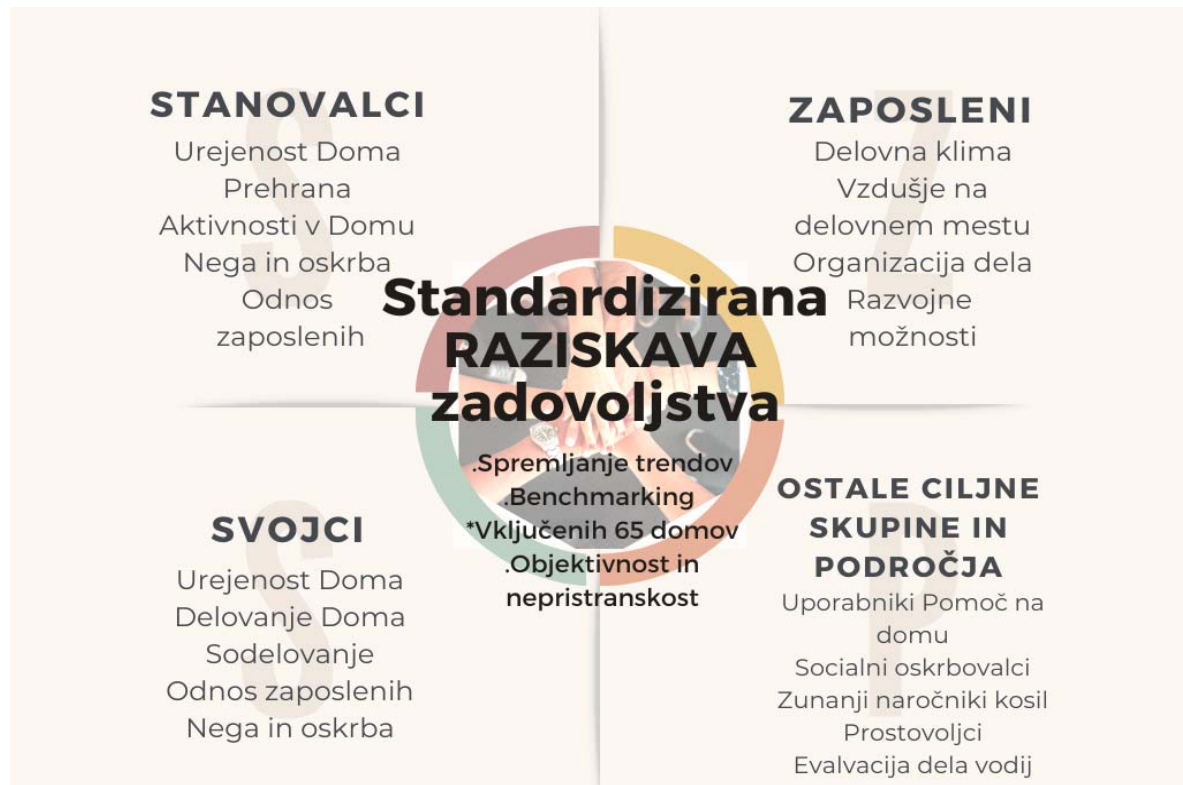 STANOVALCI
Urejenost Doma
Prehrana
Aktivnosti v Domu
Nega in oskrba
Odnos
zaposlenih
ZAPOSLENI
Delovna klima
Vzdušje na
delovnem mestu
Organizacija dela
Razvojne
možnosti
Standardizirana
RAZISKAVA
zadovoljstva
.Spremljanje trendov
.Benchmarking
*Vključenih 65 domov
.Objektivnost in
nepristranskost
SVOJCI
Urejenost Doma
Delovanje Doma
Sodelovanje
Odnos zaposlenih
Nega in oskrba
OSTALE CILJNE
SKUPINE IN
PODROČJA
Uporabniki Pomoč na
domu
Socialni oskrbovalci
Zunanji naročniki kosil
Prostovoljci
Evalvacija dela vodij
S
Z
S
P